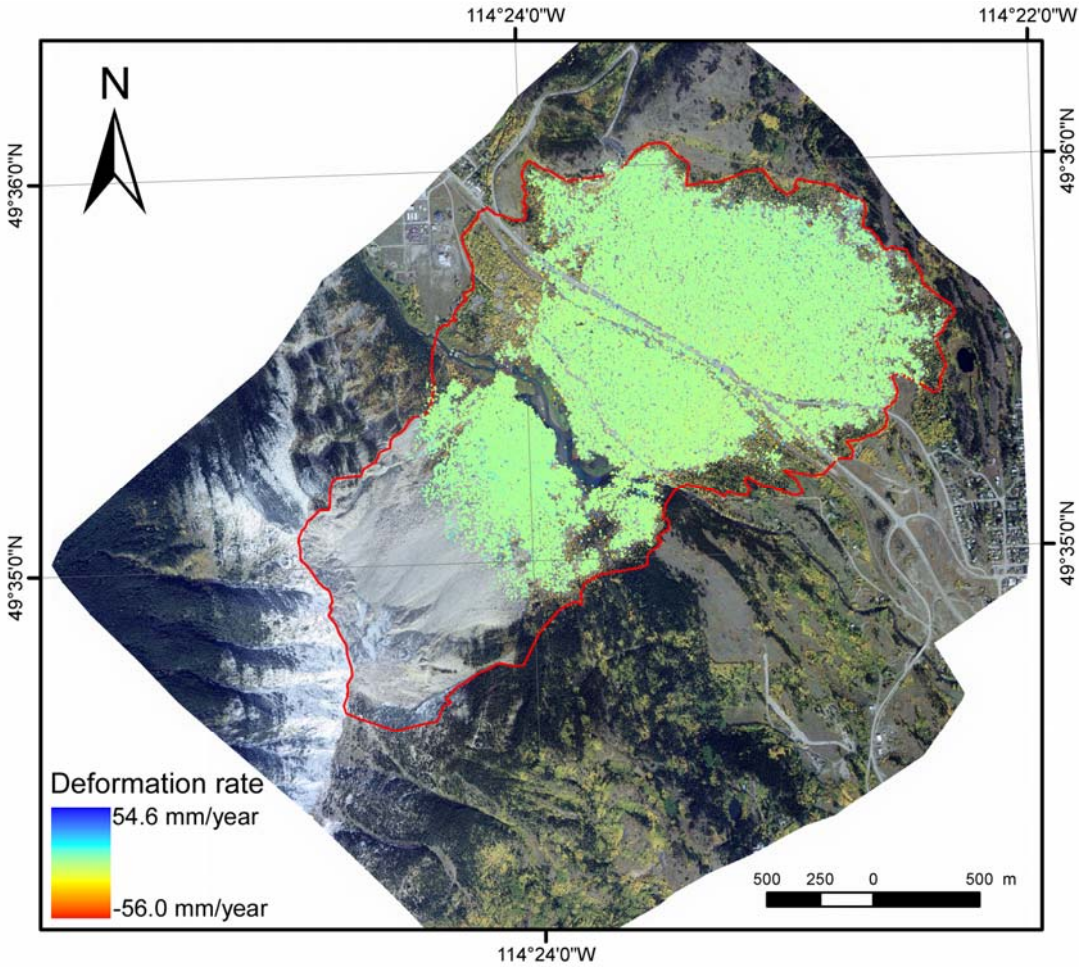 114°24'0"W
114°22'0"W
N
49°36'0"N
49°36'0"N
49°35'0"N
49°35'0"N
Deformation rate
54.6 mm/year
-56.0 mm/year
500 250 0 500 m
114°24'0"W